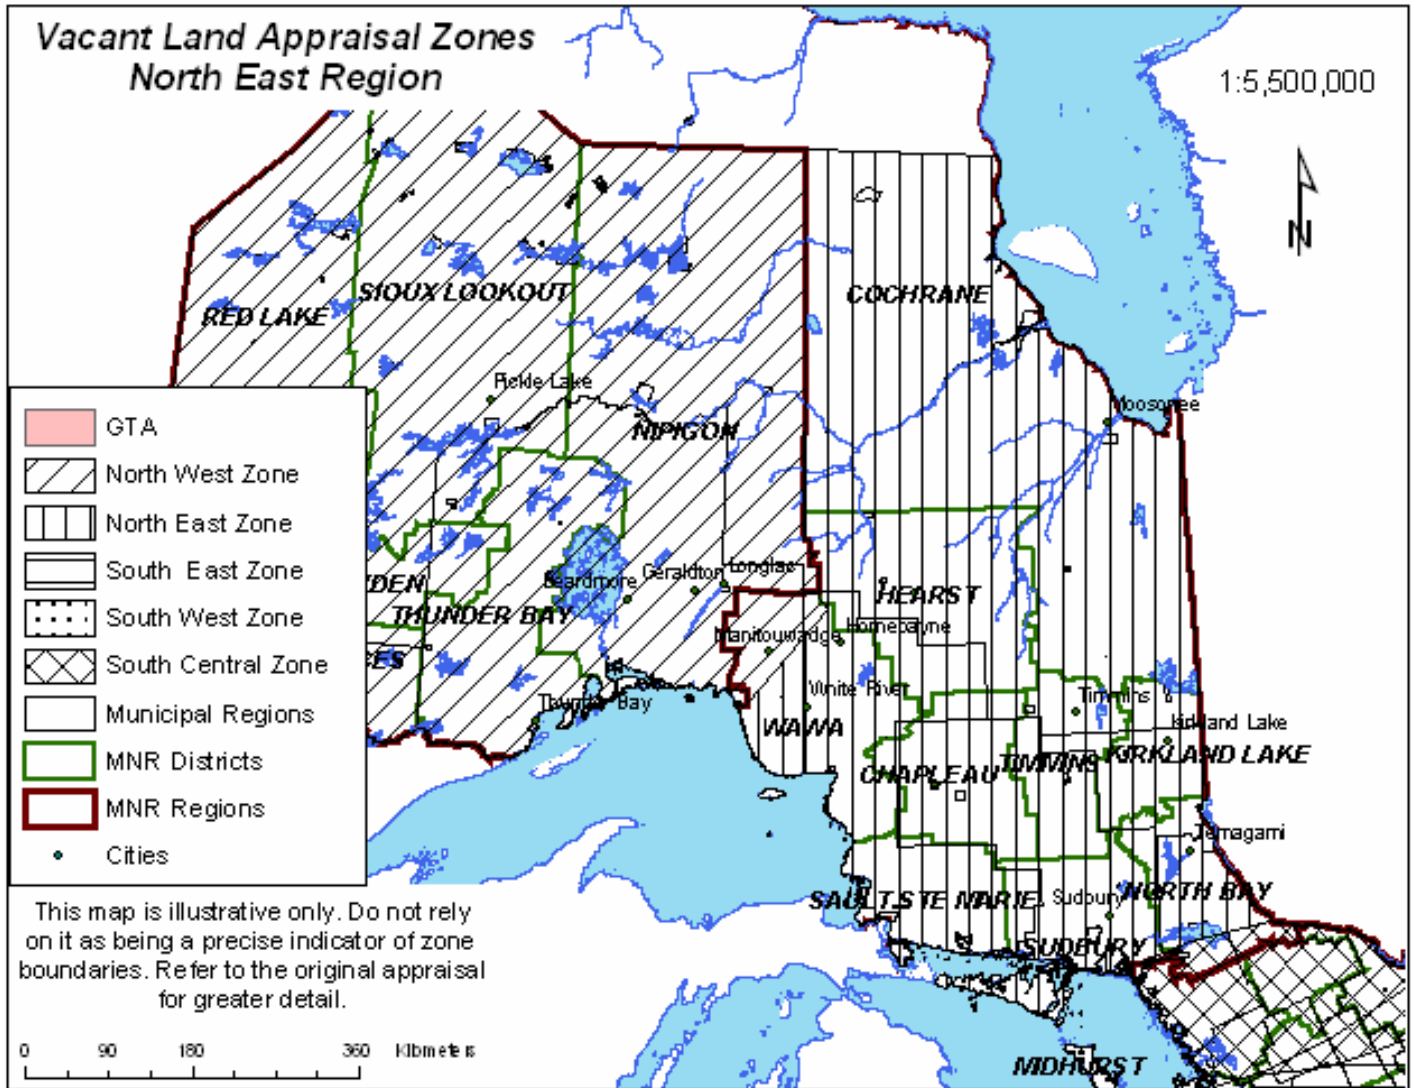 Vacant Land Appraisal Zones
North East Region
1:5,500,000
N
COCHRANE
SIOUX LOOKOUT
RED LAKE
Pickle Lake
Moosonee
NIPIGON
GTA
North West Zone
North East Zone
South East Zone
South West Zone
South Central Zone
Municipal Regions
MNR Districts
MNR Regions
Cities
Longlac
Geraldton
Beardmore
DEN
HEARST
THUNDER BAY
Hornepayne
Manitouwadge
ES
White River
Timmins
Thunder Bay
Kirkland Lake
WAWA
KIRKLAND LAKE
TIMMINS
CHAPLEAU
Temagami
NORTH BAY
SAULT STE MARIE
Sudbury
SUDBURY
MIDHURST
This map is illustrative only. Do not rely
on it as being a precise indicator of zone
boundaries. Refer to the original appraisal
for greater detail.
0 90 180 360 Kilometers